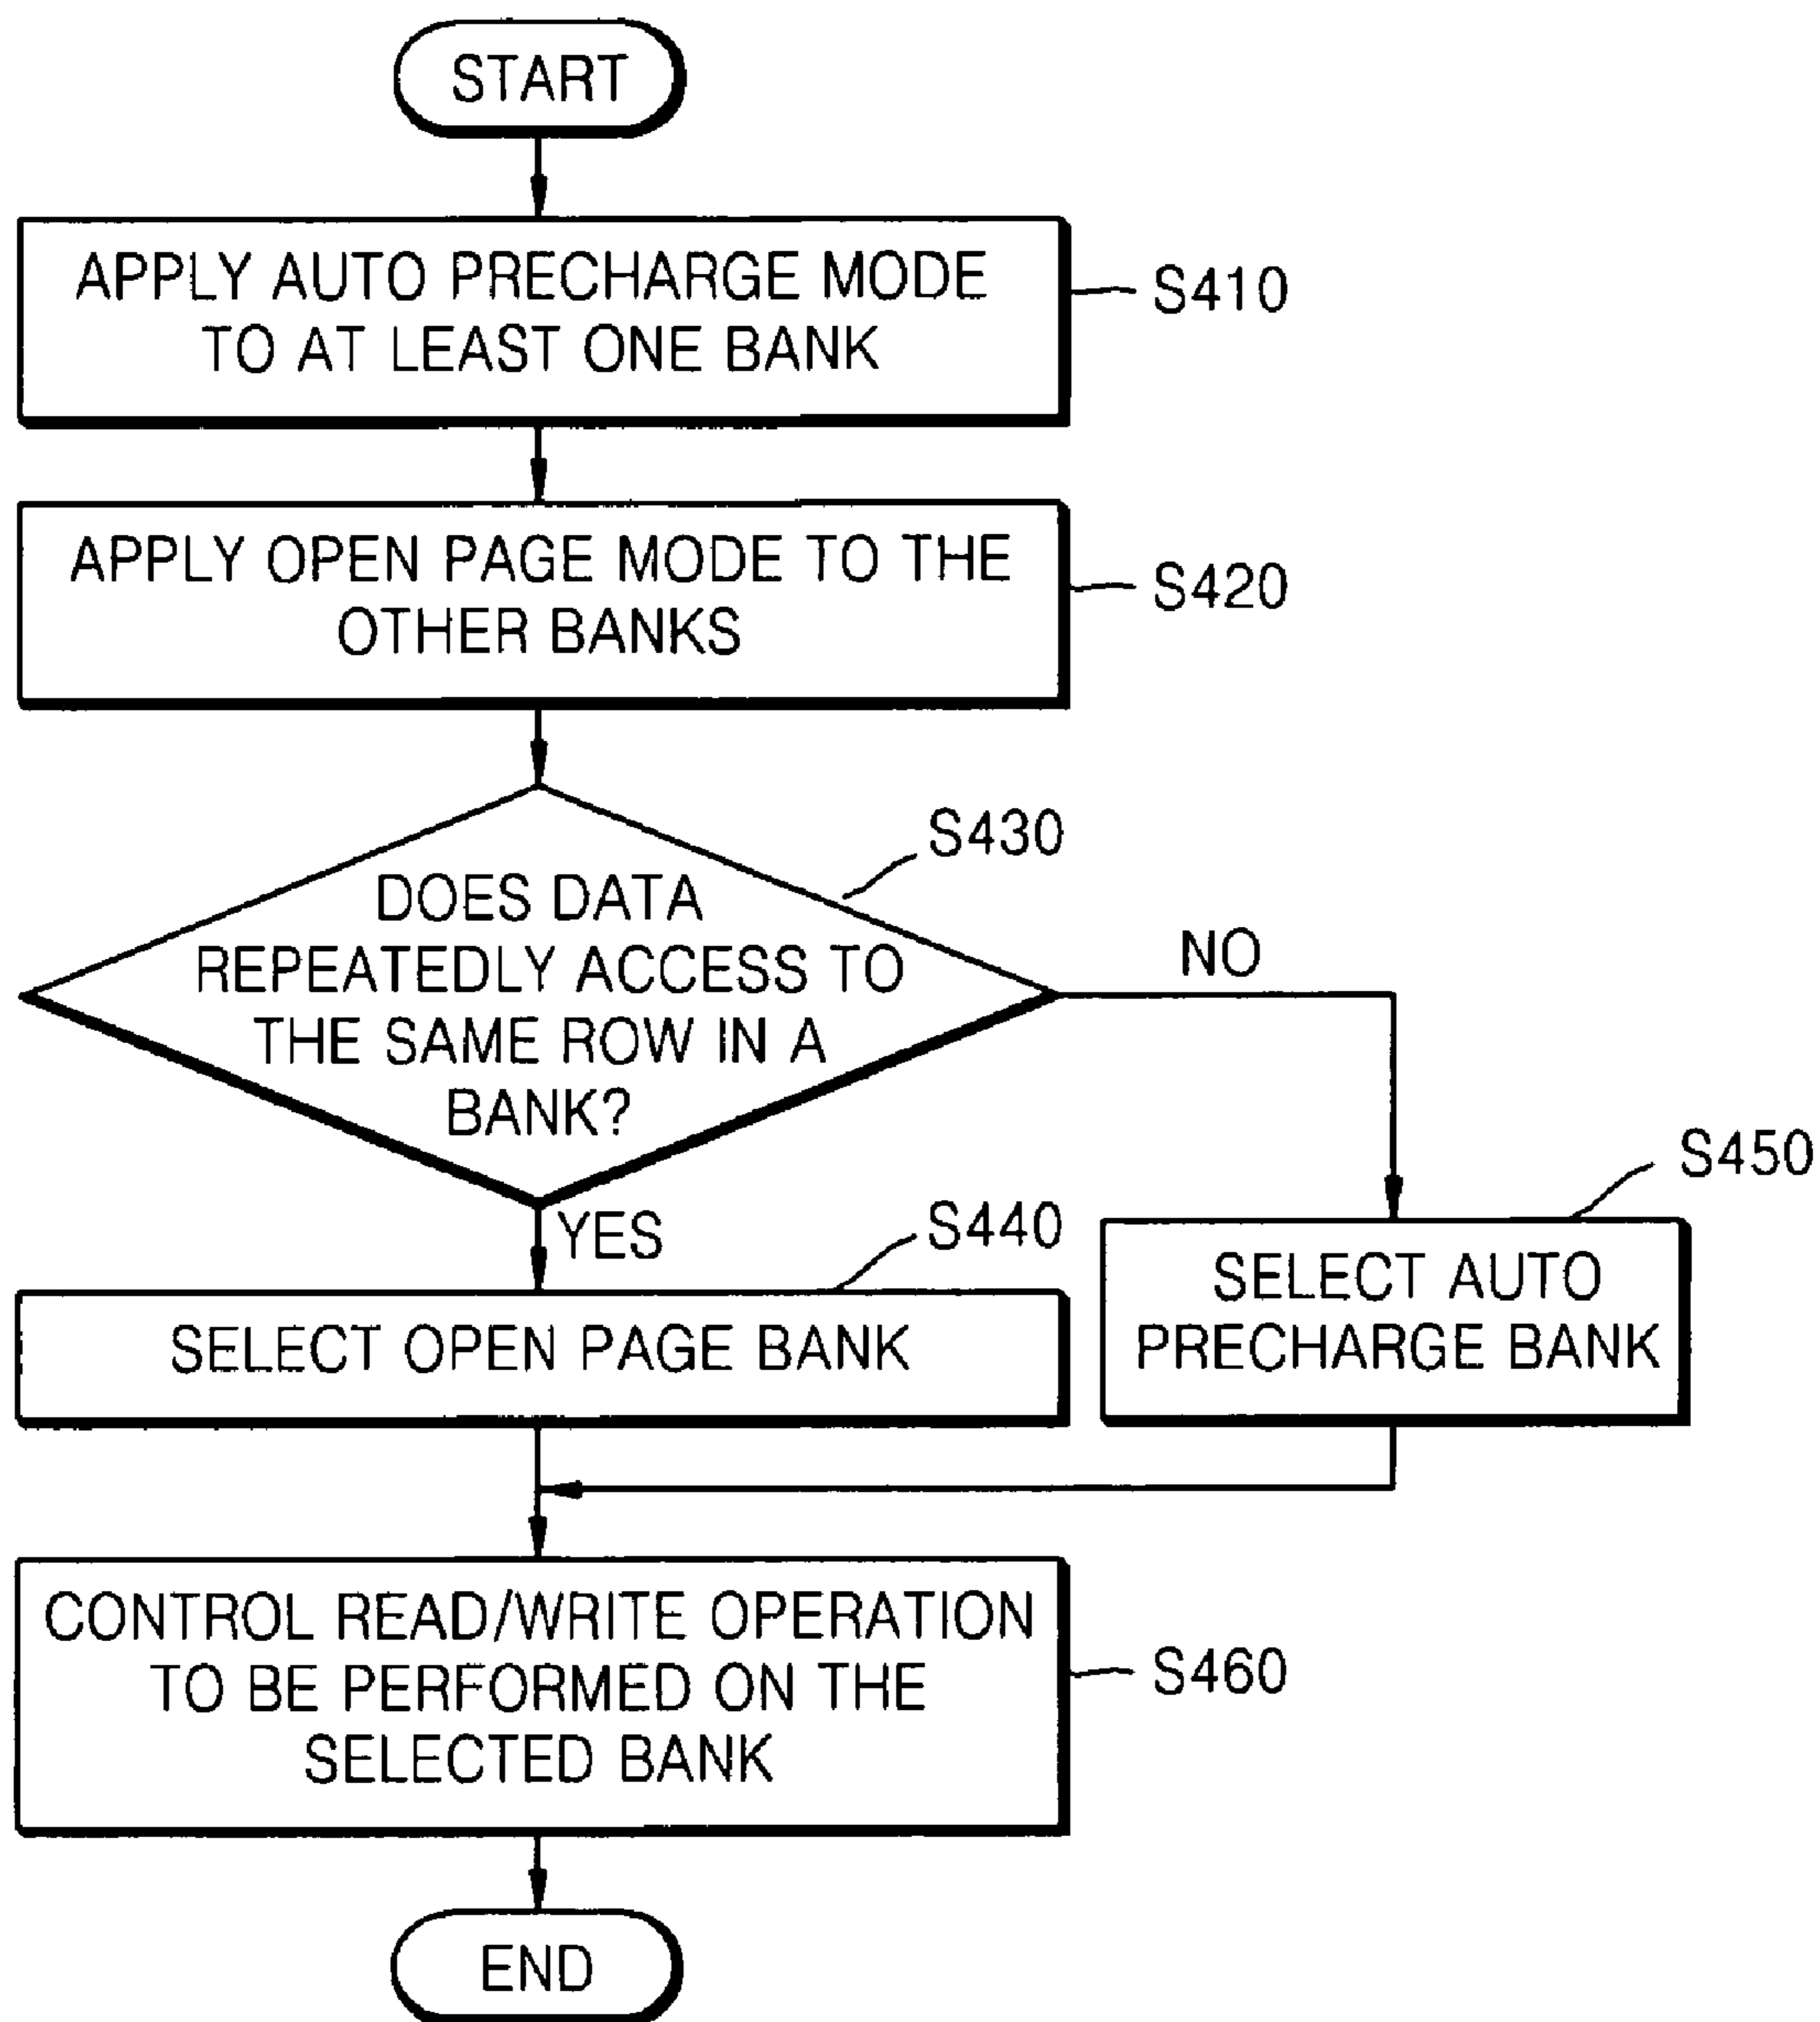 START
APPLY AUTO PRECHARGE MODE
TO AT LEAST ONE BANK
S410
APPLY OPEN PAGE MODE TO THE
OTHER BANKS
S420
S430
DOES DATA
REPEATEDLY ACCESS TO
THE SAME ROW IN A
BANK?
NO
YES
S440
SELECT OPEN PAGE BANK
S450
SELECT AUTO
PRECHARGE BANK
CONTROL READ/WRITE OPERATION
TO BE PERFORMED ON THE
SELECTED BANK
S460
END